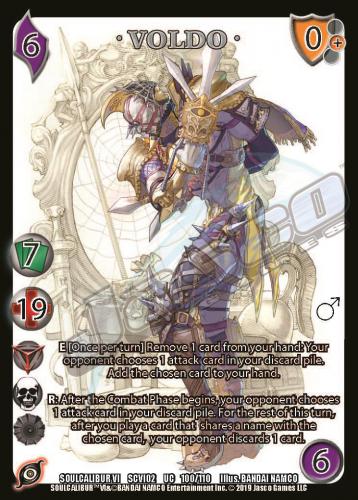 6
· VOLDO ·
0
+
7
19
E [Once per turn] Remove 1 card from your hand: Your
opponent chooses 1 attack card in your discard pile.
Add the chosen card to your hand.
R: After the Combat Phase begins, your opponent chooses
1 attack card in your discard pile. For the rest of this turn,
after you play a card that shares a name with the
chosen card, your opponent discards 1 card.
6
SOULCALIBUR VI SCVI02 UC 100/110 Illus. BANDAI NAMCO
SOULCALIBUR™VI&©BANDAI NAMCO Entertainment Inc. © 2019 Jasco Games LLC